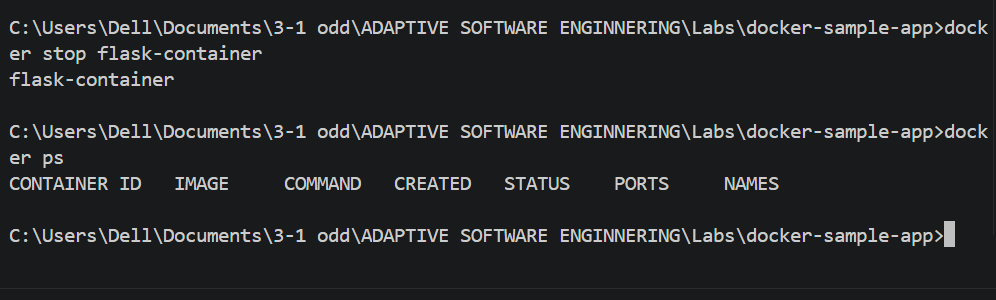 C:\Users\Dell\Documents\3-1 odd\ADAPTIVE SOFTWARE ENGINNERING\Labs\docker-sample-app>dock
er stop flask-container
flask-container
C:\Users\Dell\Documents\3-1 odd\ADAPTIVE SOFTWARE ENGINNERING\Labs\docker-sample-app>dock
er ps
CONTAINER ID   IMAGE     COMMAND   CREATED   STATUS    PORTS     NAMES
C:\Users\Dell\Documents\3-1 odd\ADAPTIVE SOFTWARE ENGINNERING\Labs\docker-sample-app>